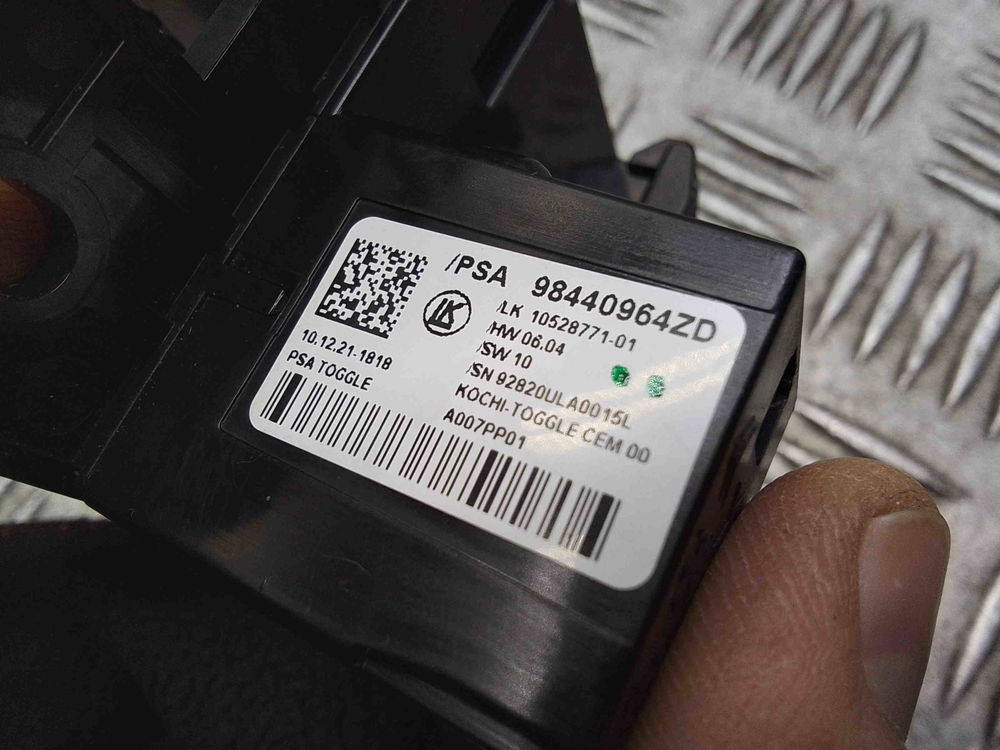 /PSA 98440964ZD
LK
/LK 10528771-01
/HW 06.04
/SW 10
/SN 92820ULA0015L
KOCHI-TOGGLE CEM 00
A007PP01
10.12.21-1818
PSA TOGGLE